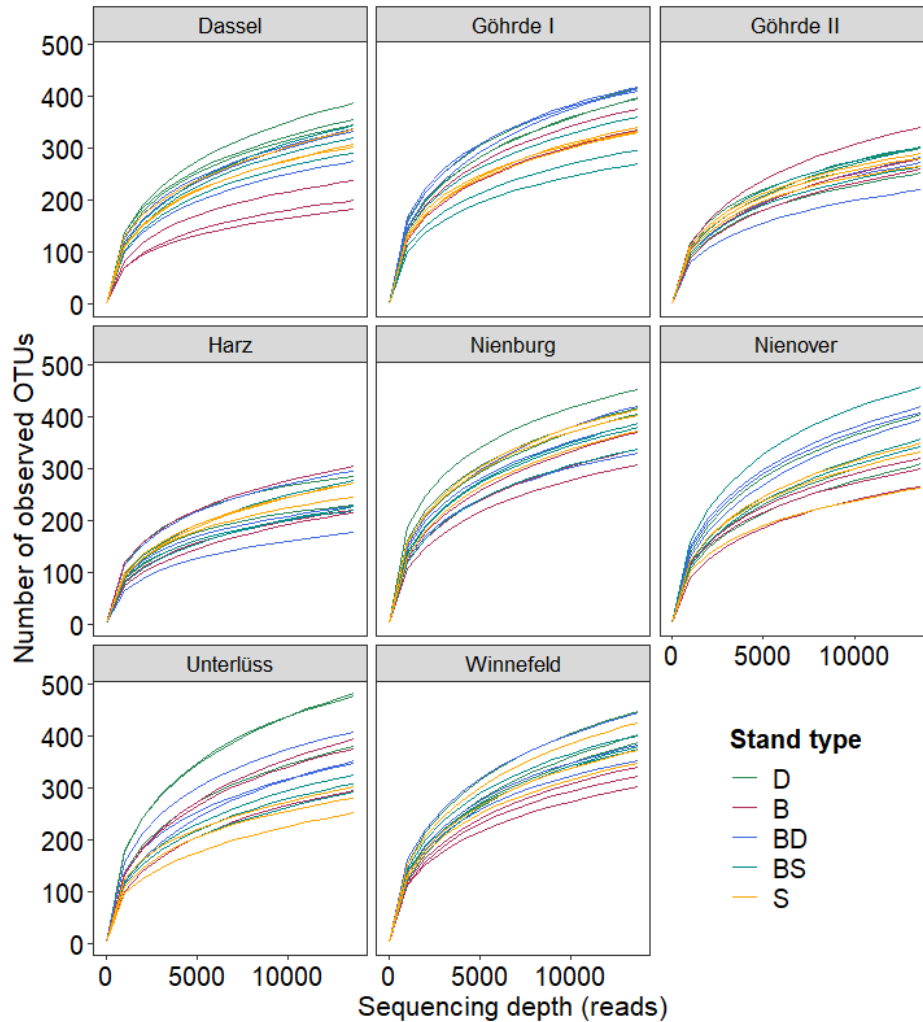 Dassel
Göhrde I
Göhrde II
500
400
300
200
100
0
Harz
Nienburg
Nienover
500
400
300
200
100
0
0 5000 10000
Unterlüss
Winnefeld
500
400
300
200
100
0
0 5000 10000
0 5000 10000
Number of observed OTUs
Sequencing depth (reads)
Stand type
D
B
BD
BS
S